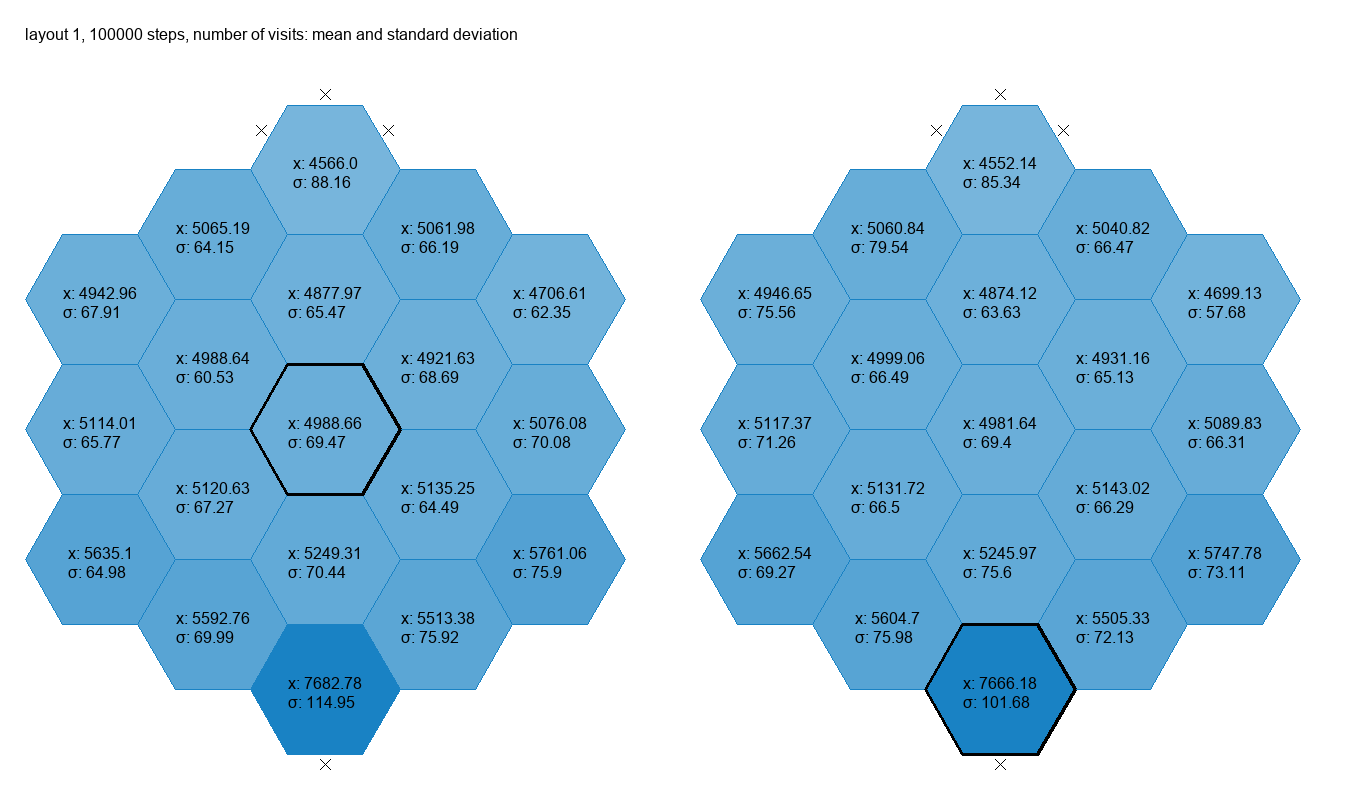 layout 1, 100000 steps, number of visits: mean and standard deviation
x: 4566.0
σ: 88.16
x: 5065.19
σ: 64.15
x: 5061.98
σ: 66.19
x: 4942.96
σ: 67.91
x: 4877.97
σ: 65.47
x: 4706.61
σ: 62.35
x: 4988.64
σ: 60.53
x: 4921.63
σ: 68.69
x: 5114.01
σ: 65.77
x: 4988.66
σ: 69.47
x: 5076.08
σ: 70.08
x: 5120.63
σ: 67.27
x: 5135.25
σ: 64.49
x: 5635.1
σ: 64.98
x: 5249.31
σ: 70.44
x: 5761.06
σ: 75.9
x: 5592.76
σ: 69.99
x: 5513.38
σ: 75.92
x: 7682.78
σ: 114.95
x: 4552.14
σ: 85.34
x: 5060.84
σ: 79.54
x: 5040.82
σ: 66.47
x: 4946.65
σ: 75.56
x: 4874.12
σ: 63.63
x: 4699.13
σ: 57.68
x: 4999.06
σ: 66.49
x: 4931.16
σ: 65.13
x: 5117.37
σ: 71.26
x: 4981.64
σ: 69.4
x: 5089.83
σ: 66.31
x: 5131.72
σ: 66.5
x: 5143.02
σ: 66.29
x: 5662.54
σ: 69.27
x: 5245.97
σ: 75.6
x: 5747.78
σ: 73.11
x: 5604.7
σ: 75.98
x: 5505.33
σ: 72.13
x: 7666.18
σ: 101.68